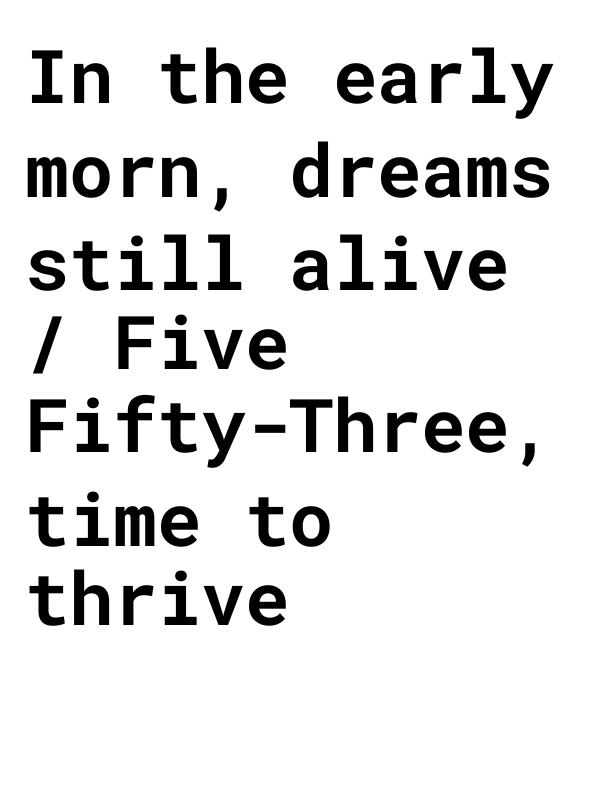 In the early
morn, dreams
still alive
/ Five
Fifty-Three,
time to
thrive